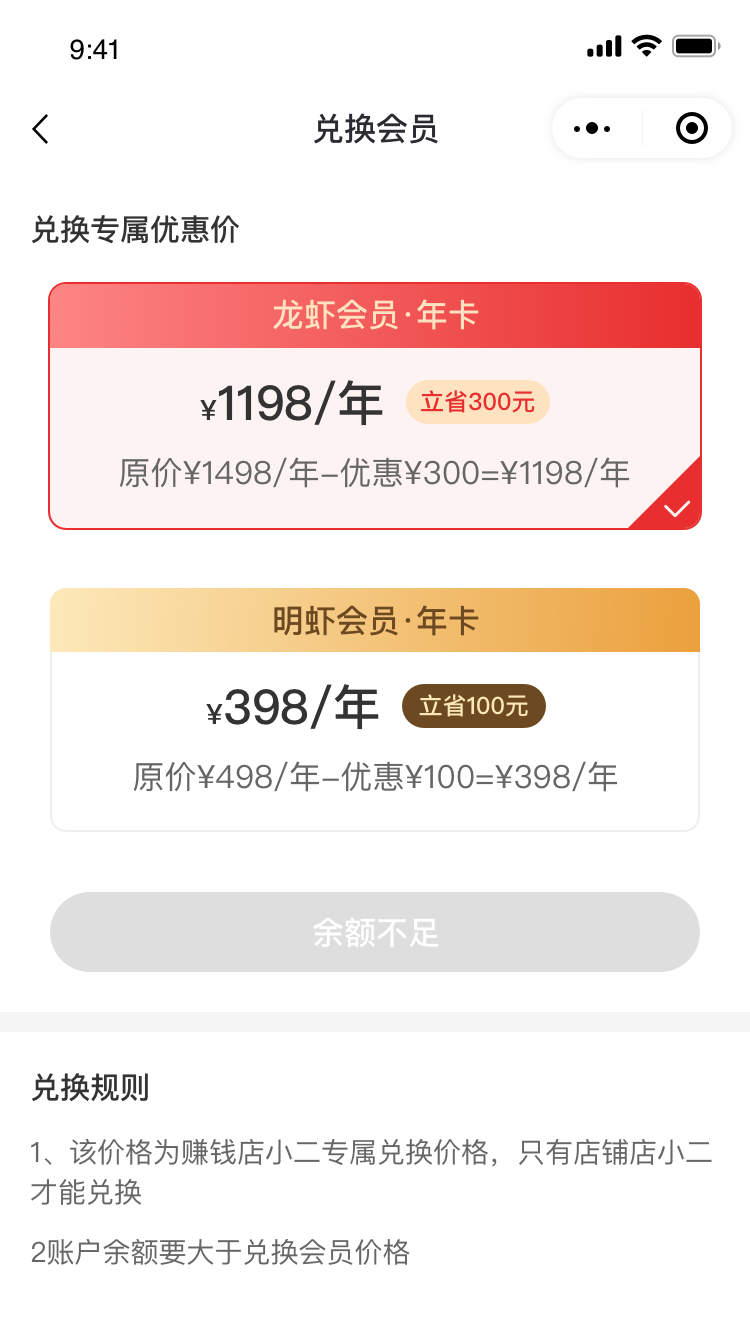 9:41
兑换会员
兑换专属优惠价
龙虾会员·年卡
¥1198/年 立省300元
原价¥1498/年-优惠¥300=¥1198/年
明虾会员·年卡
¥398/年 立省100元
原价¥498/年-优惠¥100=¥398/年
余额不足
兑换规则
1、该价格为赚钱店小二专属兑换价格，只有店铺店小二
才能兑换
2账户余额要大于兑换会员价格